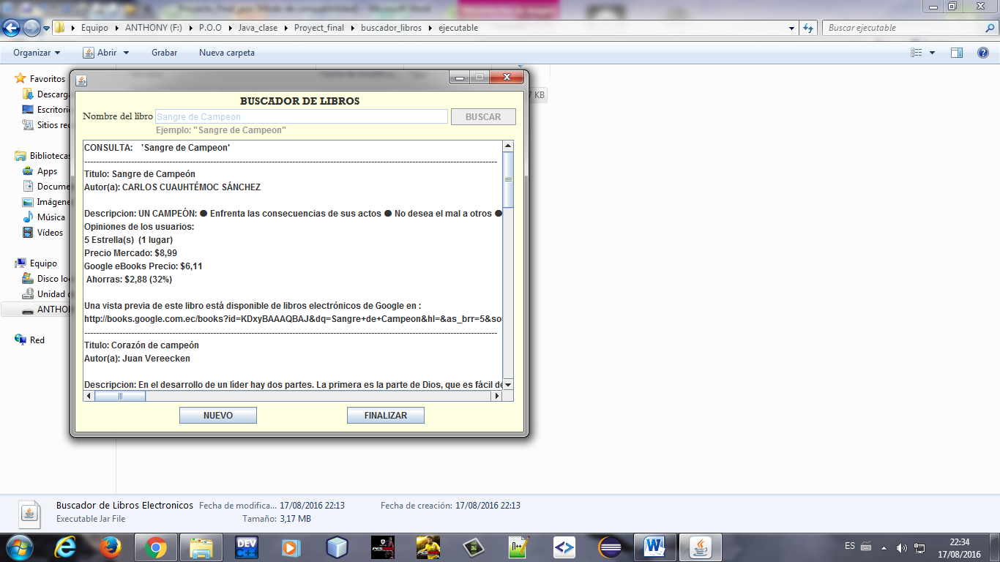 Equipo ANTHONY (F:) P.O.O Java_clase Proyect_final buscador_libros ejecutable
Buscar ejecutable
Organizar Abrir Grabar Nueva carpeta
Favoritos
Descarga
Escritorio
Sitios rec
Bibliotecas
Apps
Docume
Imágene
Música
Vídeos
Equipo
Disco loc
Unidad
ANTHO
Red
KB
BUSCADOR DE LIBROS
Nombre del libro Sangre de Campeon BUSCAR
Ejemplo: "Sangre de Campeon"
CONSULTA: 'Sangre de Campeon'
Titulo: Sangre de Campeón
Autor(a): CARLOS CUAUHTÉMOC SÁNCHEZ
Descripcion: UN CAMPEÓN: ● Enfrenta las consecuencias de sus actos ● No desea el mal a otros ●
Opiniones de los usuarios:
5 Estrella(s) (1 lugar)
Precio Mercado: $8,99
Google eBooks Precio: $6,11
Ahorras: $2,88 (32%)
Una vista previa de este libro está disponible de libros electrónicos de Google en :
http://books.google.com.ec/books?id=KDxyBAAAQBAJ&dq=Sangre+de+Campeon&hl=&as_brr=5&so
Titulo: Corazón de campeón
Autor(a): Juan Vereecken
Descripcion: En el desarrollo de un líder hay dos partes. La primera es la parte de Dios, que es fácil de
NUEVO FINALIZAR
Buscador de Libros Electronicos Fecha de modifica... 17/08/2016 22:13 Fecha de creación: 17/08/2016 22:13
Executable Jar File Tamaño: 3,17 MB
DEV C++
ES 22:34
17/08/2016